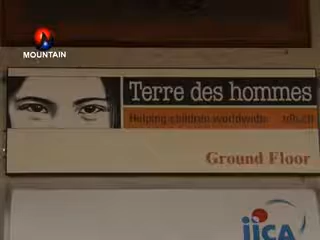 MOUNTAIN
Terre des hommes
Helping children worldwide. tdh.ch
Ground Floor
jica